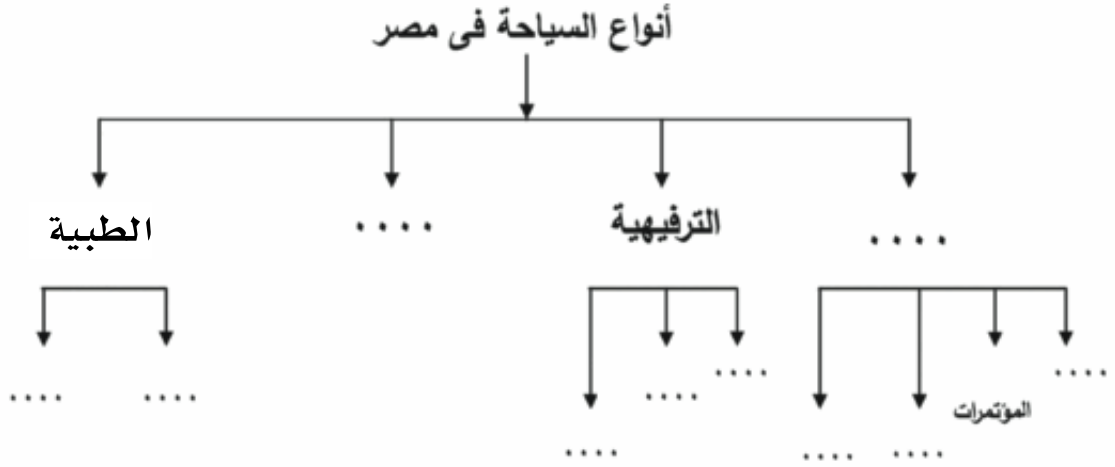 أنواع السياحة فى مصر
.... الترفيهية .... الطبية
.... .... .... ....
المؤتمرات
.... .... ....